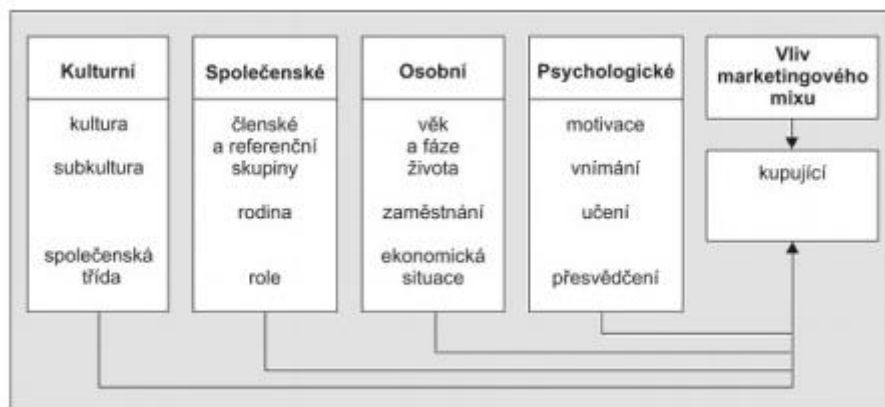 Kulturní
kultura
subkultura
společenská
třída
Společenské
členské
a referenční
skupiny
rodina
role
Osobní
věk
a fáze
života
zaměstnání
ekonomická
situace
Psychologické
motivace
vnímání
učení
přesvědčení
Vliv
marketingového
mixu
kupující